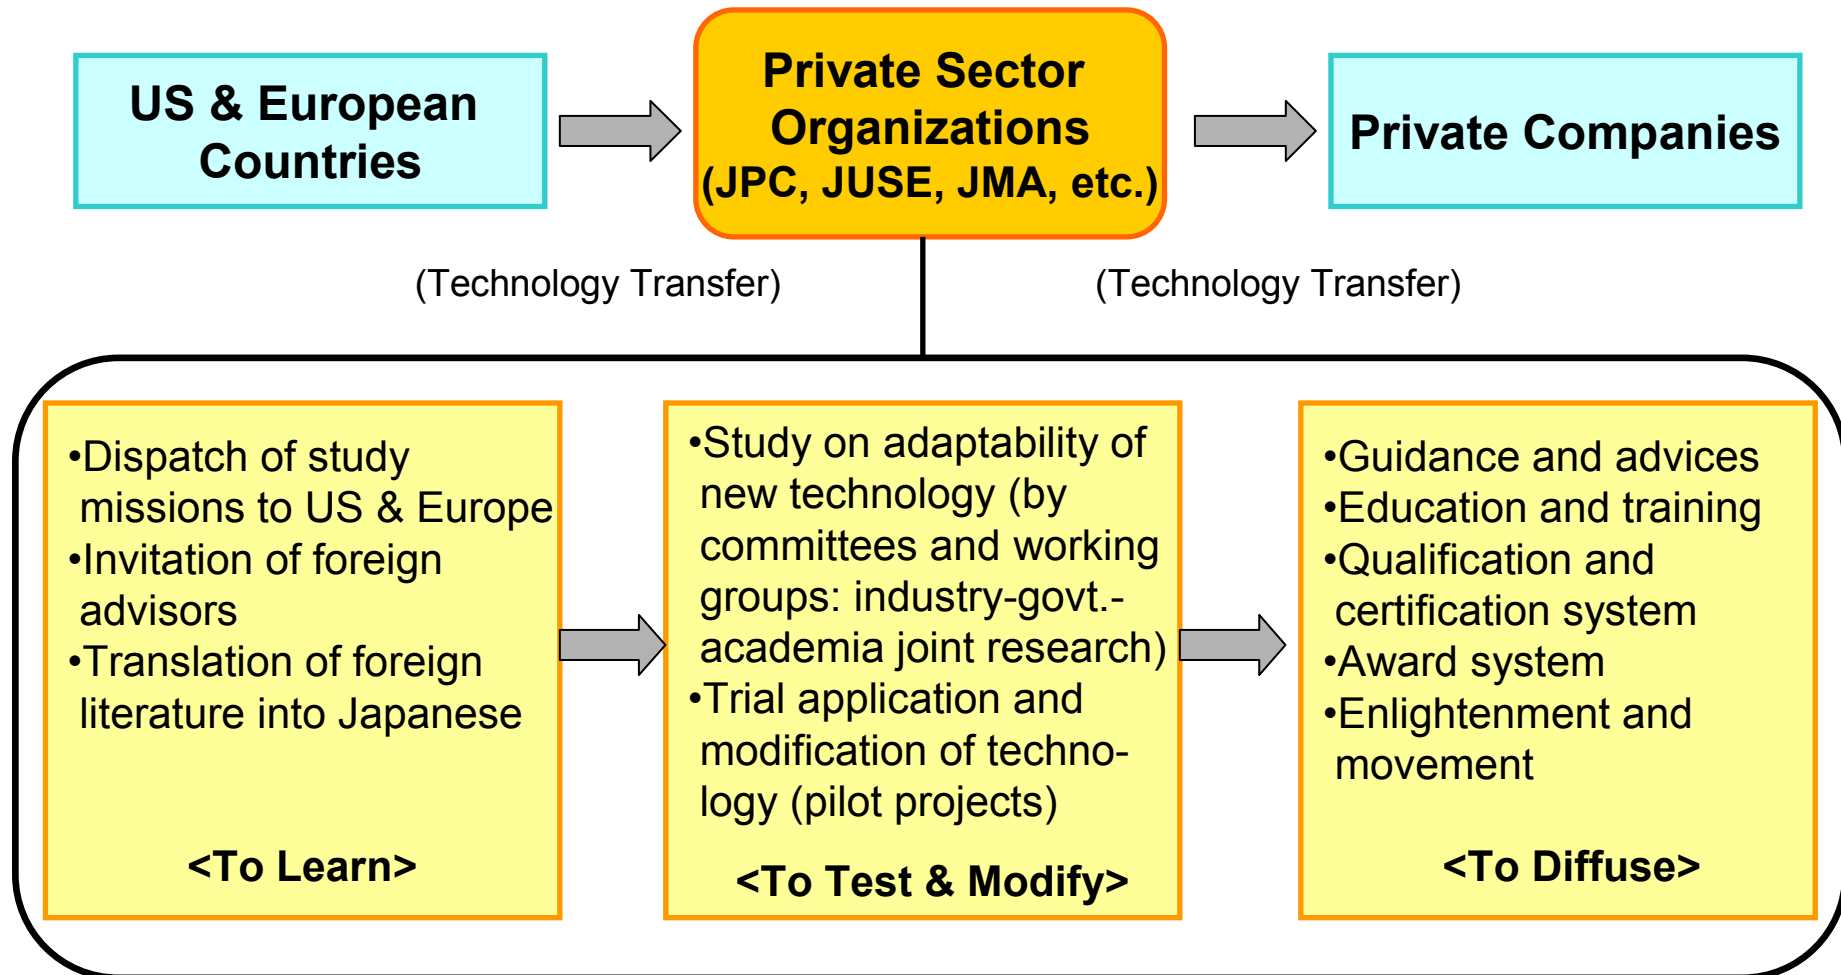 US & European
Countries
Private Sector
Organizations
(JPC, JUSE, JMA, etc.)
Private Companies
(Technology Transfer)
(Technology Transfer)
•Dispatch of study
missions to US & Europe
•Invitation of foreign
advisors
•Translation of foreign
literature into Japanese
<To Learn>
•Study on adaptability of
new technology (by
committees and working
groups: industry-govt.-
academia joint research)
•Trial application and
modification of techno-
logy (pilot projects)
<To Test & Modify>
•Guidance and advices
•Education and training
•Qualification and
certification system
•Award system
•Enlightenment and
movement
<To Diffuse>